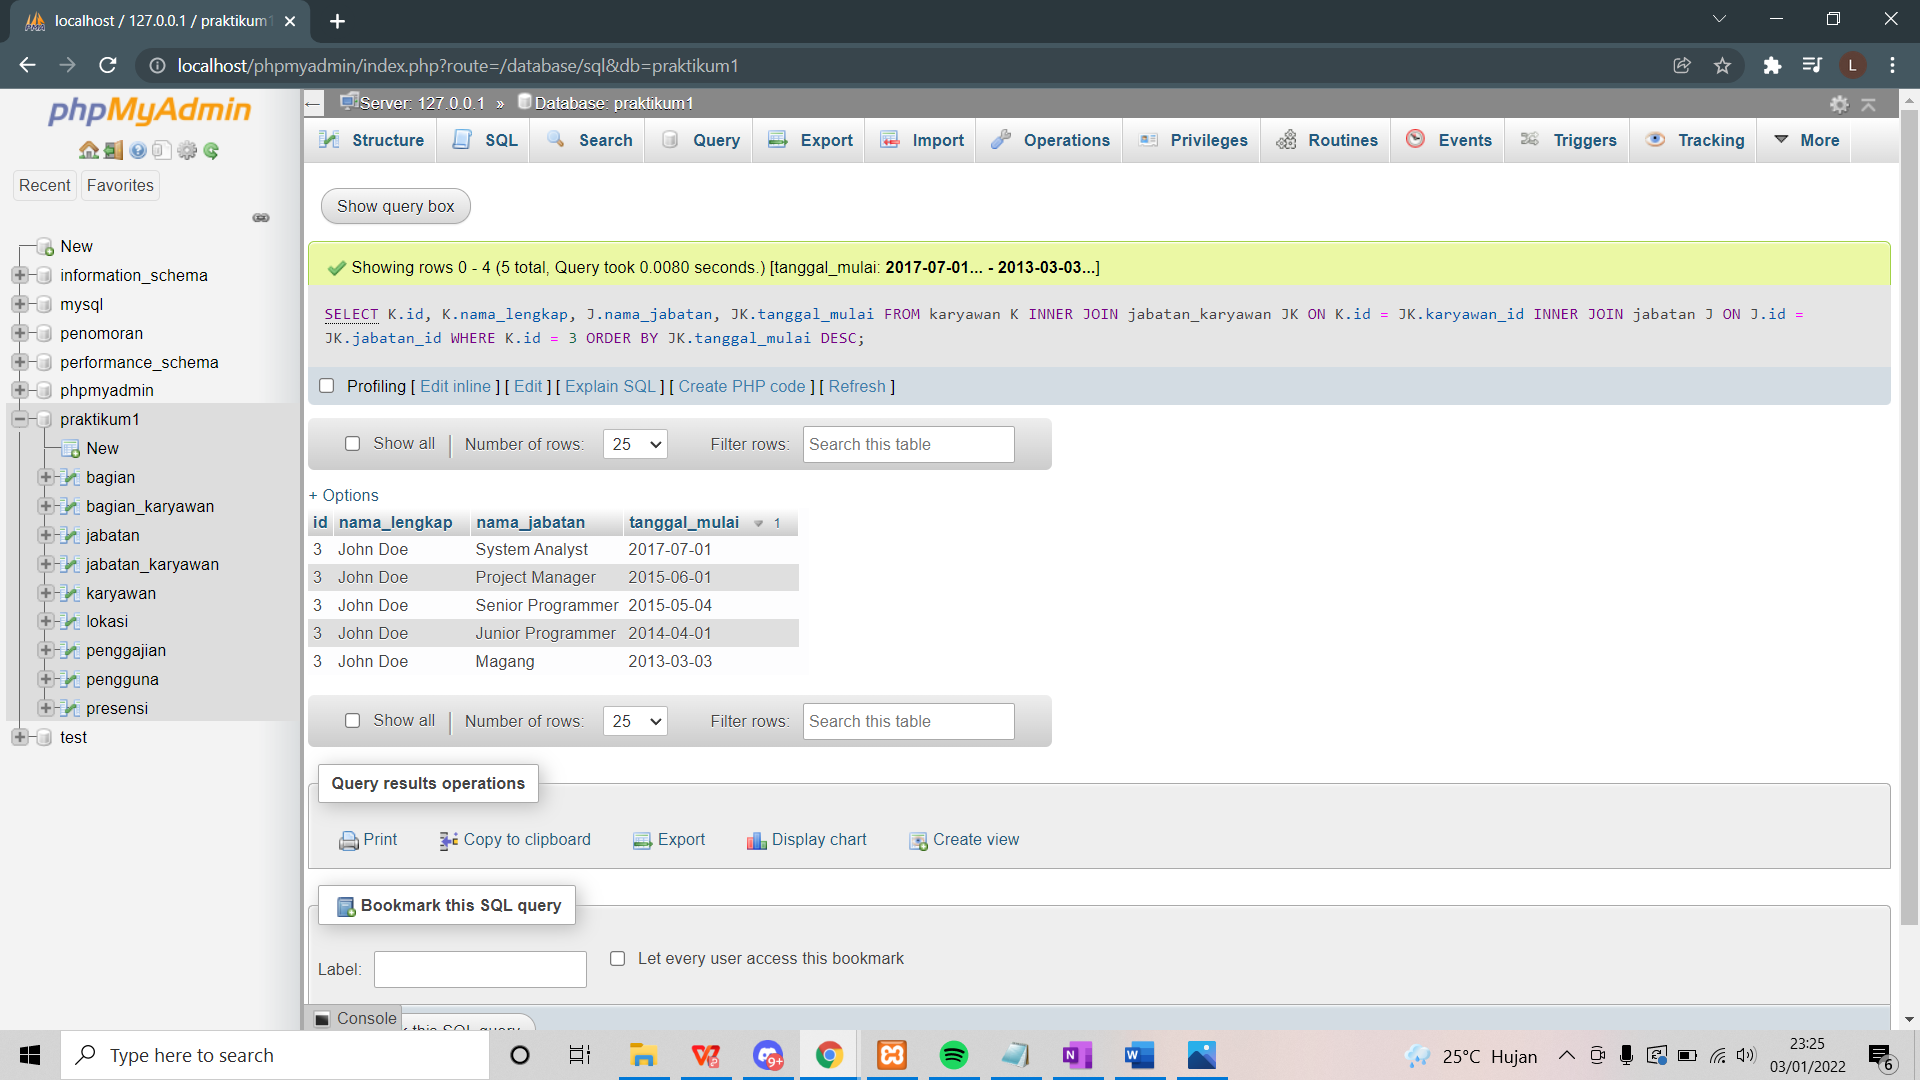 localhost / 127.0.0.1 / praktikum1
localhost/phpmyadmin/index.php?route=/database/sql&db=praktikum1
L
phpMyAdmin
Recent
Favorites
New
information_schema
mysql
penomoran
performance_schema
phpmyadmin
praktikum1
New
bagian
bagian_karyawan
jabatan
jabatan_karyawan
karyawan
lokasi
penggajian
pengguna
presensi
test
Server: 127.0.0.1 » Database: praktikum1
Structure SQL Search Query Export Import Operations Privileges Routines Events Triggers Tracking More
Show query box
Showing rows 0 - 4 (5 total, Query took 0.0080 seconds.) [tanggal_mulai: 2017-07-01... - 2013-03-03...]
SELECT K.id, K.nama_lengkap, J.nama_jabatan, JK.tanggal_mulai FROM karyawan K INNER JOIN jabatan_karyawan JK ON K.id = JK.karyawan_id INNER JOIN jabatan J ON J.id =
JK.jabatan_id WHERE K.id = 3 ORDER BY JK.tanggal_mulai DESC;
Profiling [ Edit inline ] [ Edit ] [ Explain SQL ] [ Create PHP code ] [ Refresh ]
Show all | Number of rows: 25 Filter rows: Search this table
+ Options
id nama_lengkap nama_jabatan tanggal_mulai 1
3 John Doe System Analyst 2017-07-01
3 John Doe Project Manager 2015-06-01
3 John Doe Senior Programmer 2015-05-04
3 John Doe Junior Programmer 2014-04-01
3 John Doe Magang 2013-03-03
Show all | Number of rows: 25 Filter rows: Search this table
Query results operations
Print Copy to clipboard Export Display chart Create view
Bookmark this SQL query
Label: Let every user access this bookmark
Console
this SQL query
Type here to search
9+
25°C Hujan
23:25
03/01/2022
6